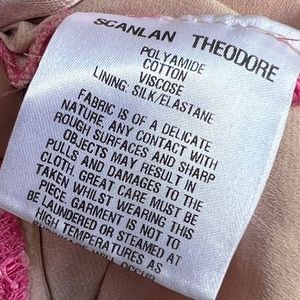 SCANLAN THEODORE
POLYAMIDE
COTTON
VISCOSE
LINING: SILK/ELASTANE
FABRIC IS OF A DELICATE
NATURE. ANY CONTACT WITH
ROUGH SURFACES AND SHARP
OBJECTS MAY RESULT IN
PULLS AND DAMAGES TO THE
CLOTH. GREAT CARE MUST BE
TAKEN WHILST WEARING THIS
PIECE. GARMENT IS NOT TO
BE LAUNDERED OR STEAMED AT
HIGH TEMPERATURES AS
OCCUR